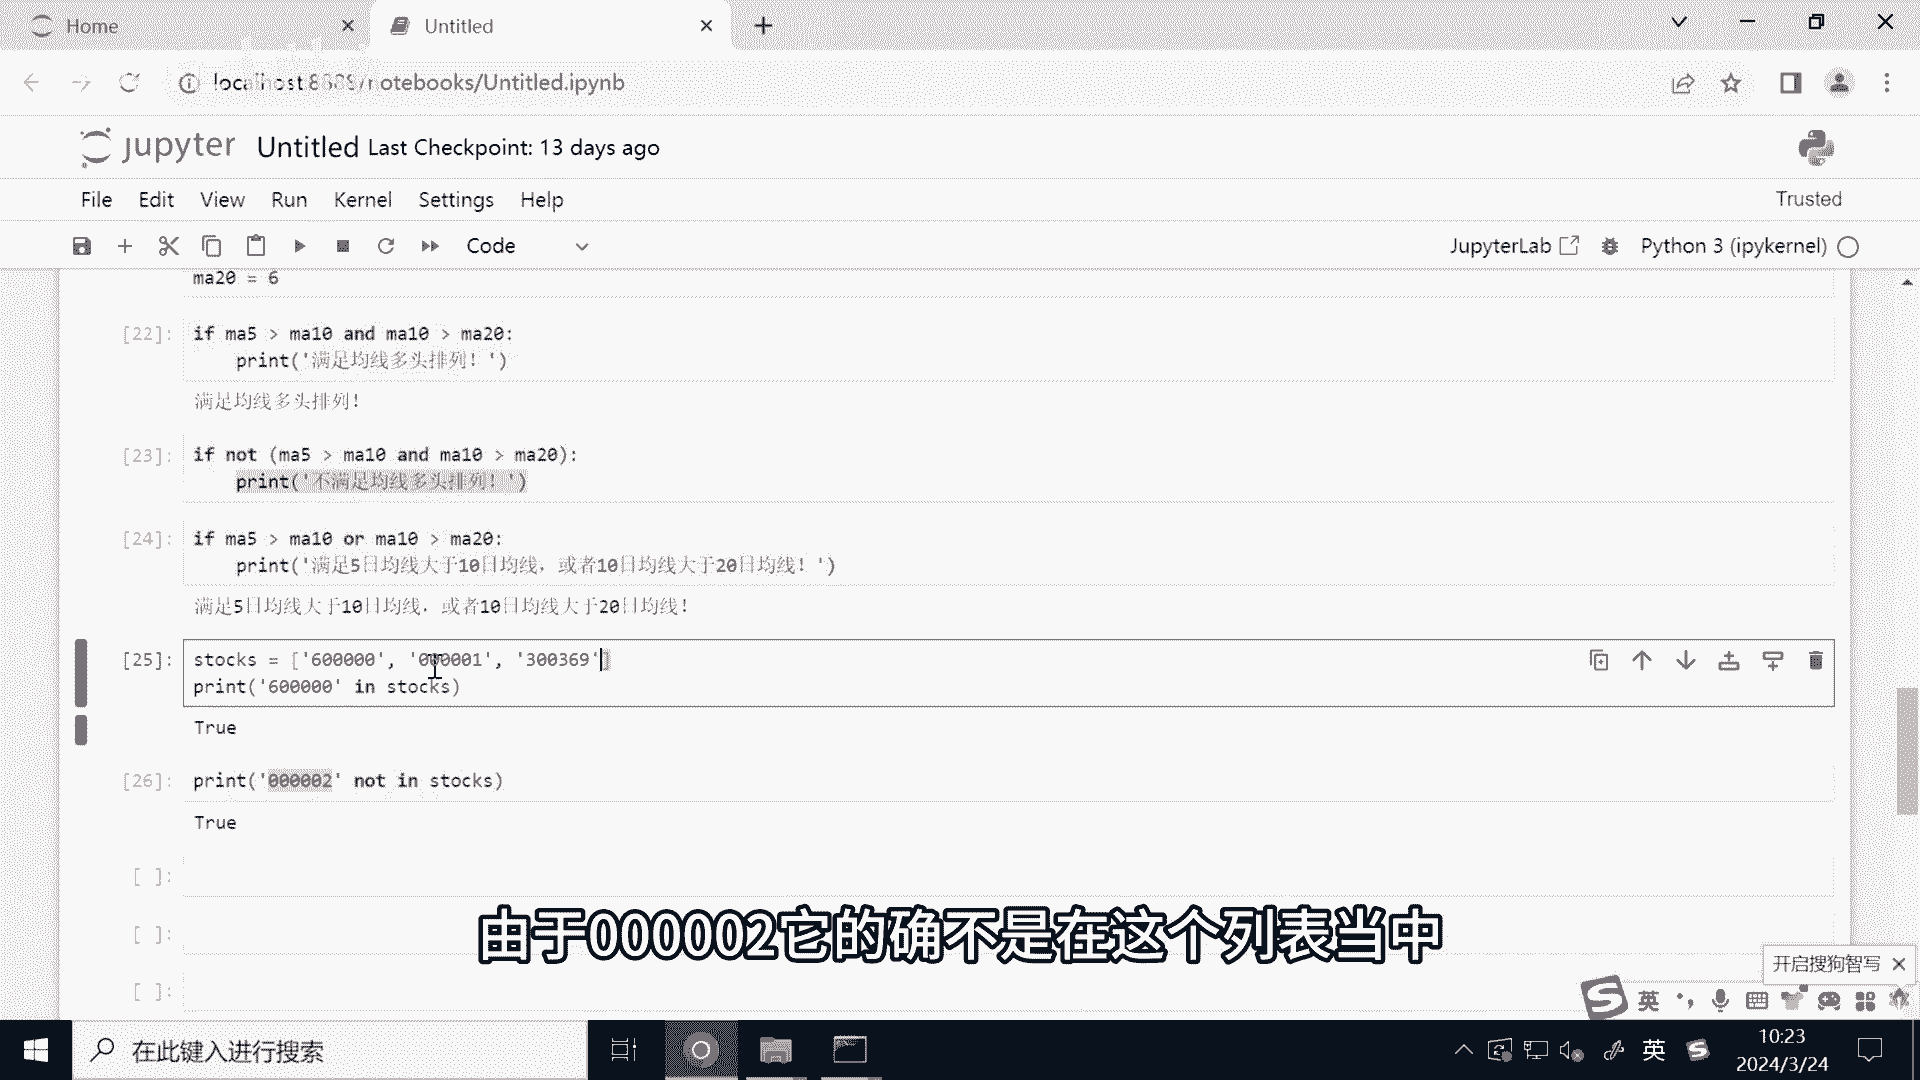 Home
Untitled
localhost:8889/notebooks/Untitled.ipynb
jupyter
Untitled Last Checkpoint: 13 days ago
File Edit View Run Kernel Settings Help
Trusted
Code
JupyterLab
Python 3 (ipykernel)
ma20 = 6
[22]:
if ma5 > ma10 and ma10 > ma20:
print('满足均线多头排列！')
满足均线多头排列！
[23]:
if not (ma5 > ma10 and ma10 > ma20):
print('不满足均线多头排列！')
[24]:
if ma5 > ma10 or ma10 > ma20:
print('满足5日均线大于10日均线，或者10日均线大于20日均线！')
满足5日均线大于10日均线，或者10日均线大于20日均线！
[25]:
stocks = ['600000', '000001', '300369']
print('600000' in stocks)
True
[26]:
print('000002' not in stocks)
True
[ ]:
[ ]:
[ ]:
由于000002它的确不是在这个列表当中
开启搜狗智写
英
在此键入进行搜索
英
10:23
2024/3/24